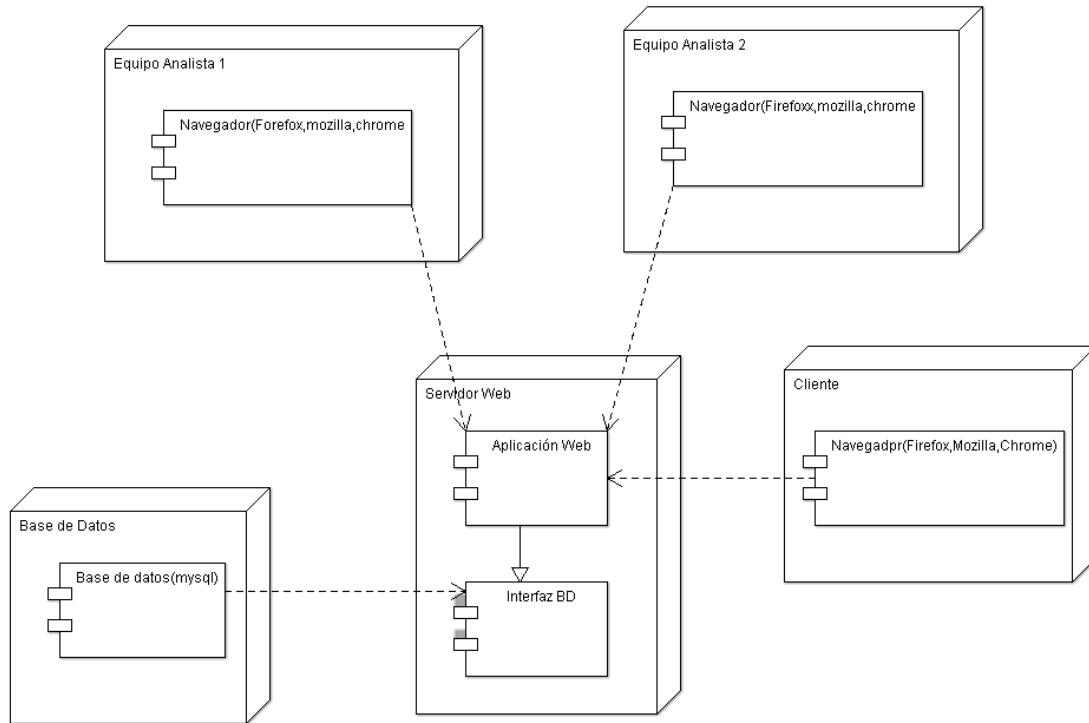 Equipo Analista 1
Navegador(Forefox,mozilla,chrome
Equipo Analista 2
Navegador(Firefoxx,mozilla,chrome
Servidor Web
Aplicación Web
Cliente
Navegadpr(Firefox,Mozilla,Chrome)
Base de Datos
Base de datos(mysql)
Interfaz BD